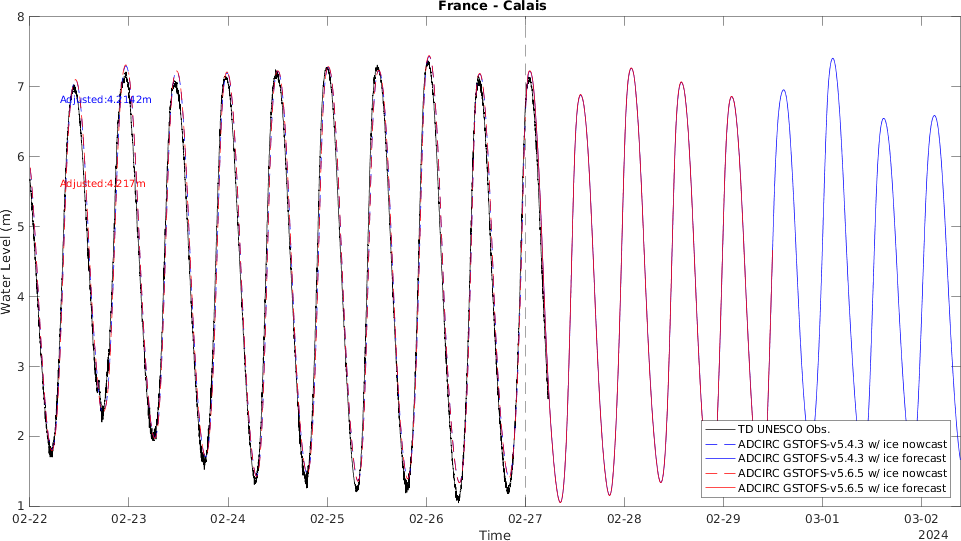 France - Calais
8
7
6
5
4
3
2
1
Water Level (m)
Adjusted:4.2142m
Adjusted:4.217m
TD UNESCO Obs.
ADCIRC GSTOFS-v5.4.3 w/ ice nowcast
ADCIRC GSTOFS-v5.4.3 w/ ice forecast
ADCIRC GSTOFS-v5.6.5 w/ ice nowcast
ADCIRC GSTOFS-v5.6.5 w/ ice forecast
02-22 02-23 02-24 02-25 02-26 02-27 02-28 02-29 03-01 03-02
Time
2024